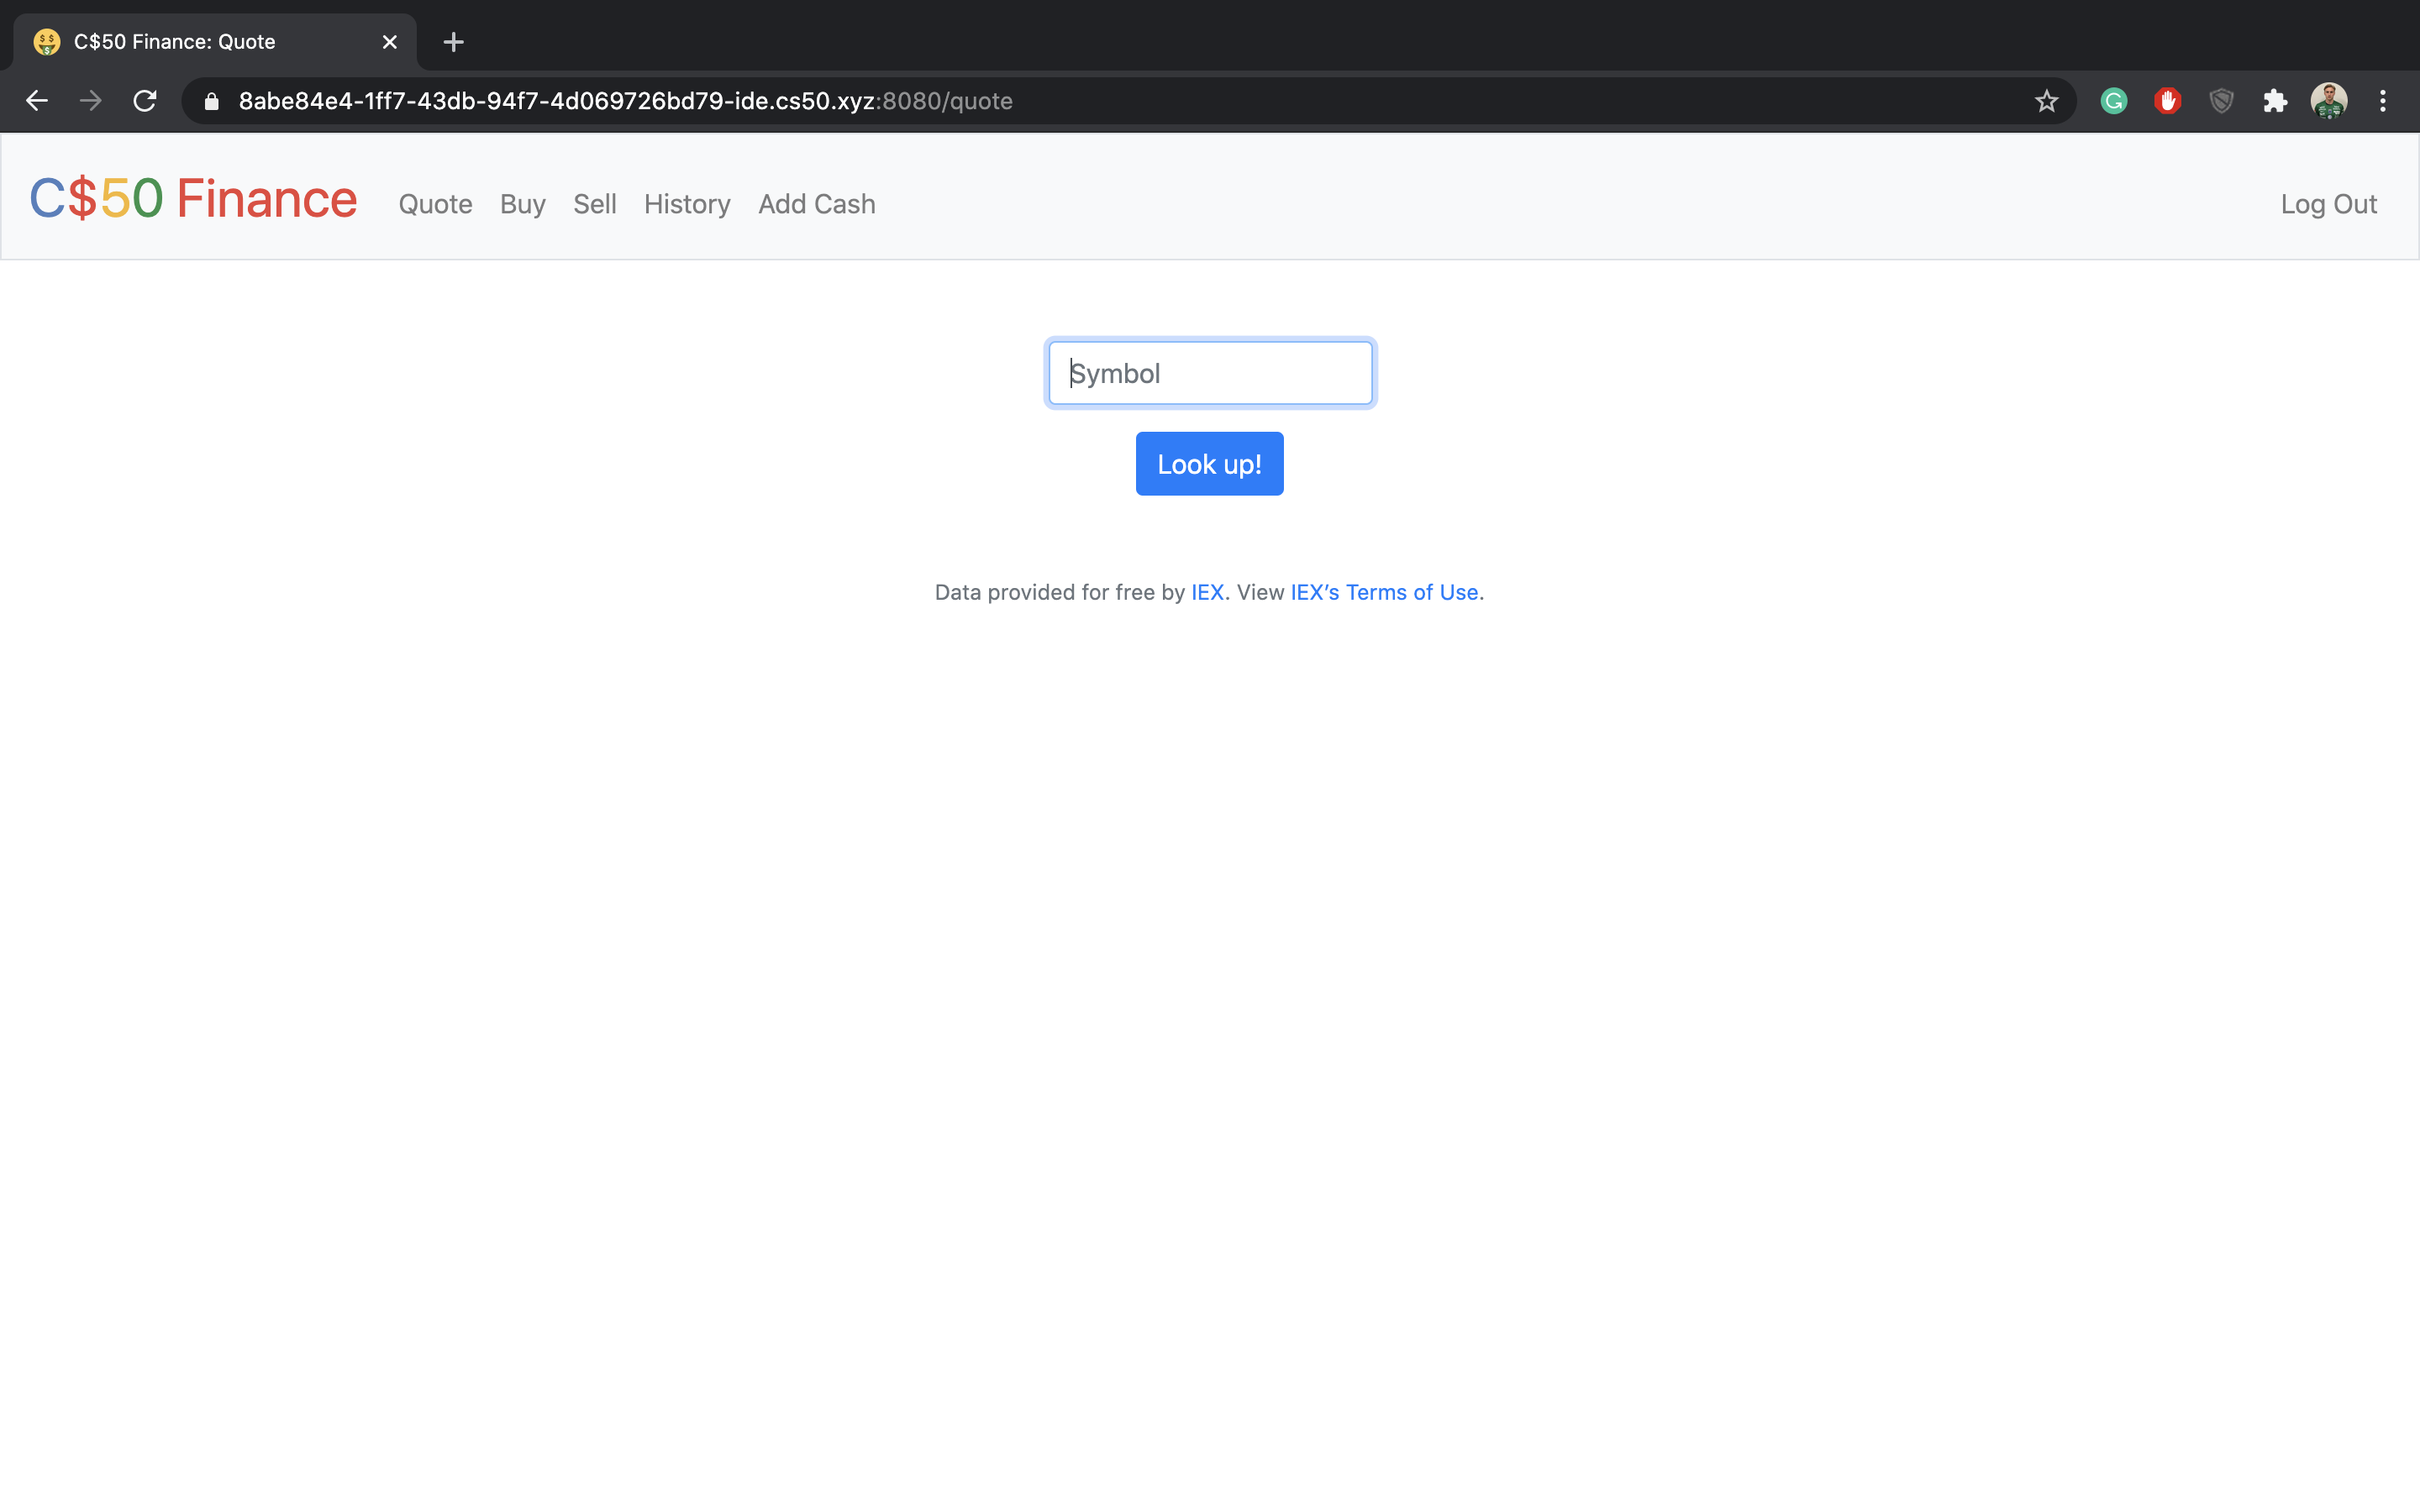 C$50 Finance: Quote
8abe84e4-1ff7-43db-94f7-4d069726bd79-ide.cs50.xyz:8080/quote
C$50 Finance Quote Buy Sell History Add Cash Log Out
Symbol
Look up!
Data provided for free by IEX. View IEX’s Terms of Use.